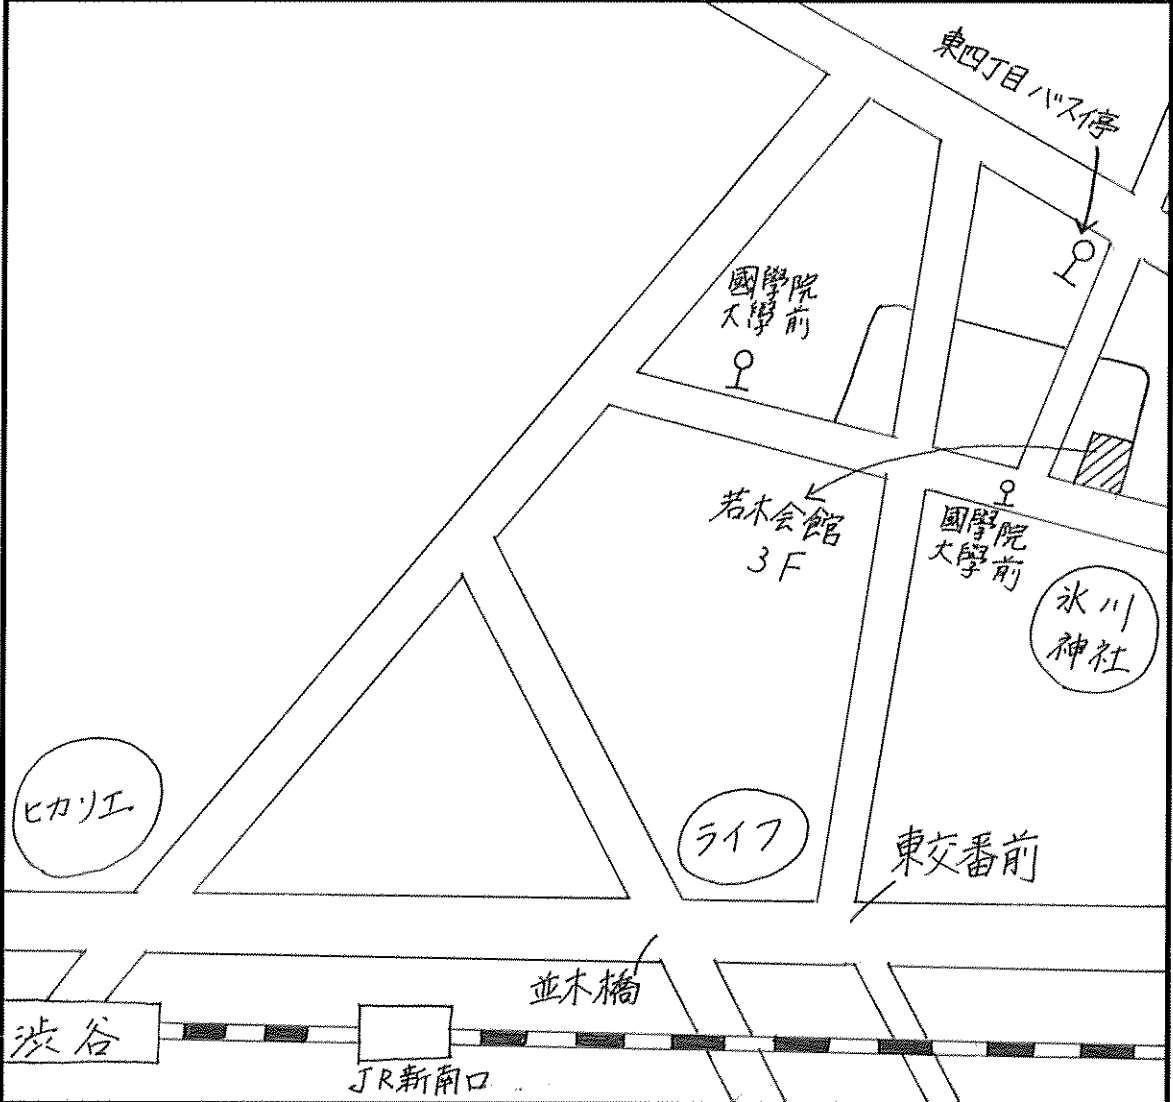 東四丁目バス停
國學院
大學前
若木会館
3F
國學院
大學前
氷川
神社
ヒカリエ
ライフ
東交番前
並木橋
渋谷
JR新南口